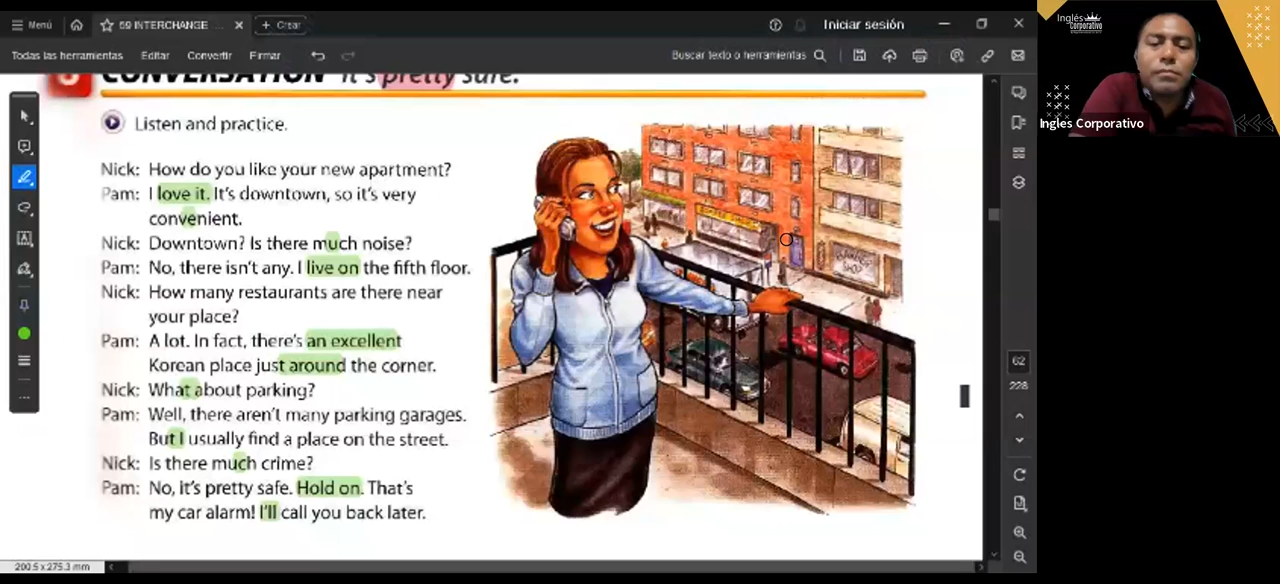 Menú
59 INTERCHANGE ...
+ Crear
Iniciar sesión
Todas las herramientas
Editar
Convertir
Firmar
Buscar texto o herramientas
CONVERSATION It's pretty safe.
Listen and practice.
Nick: How do you like your new apartment?
Pam: I love it. It's downtown, so it's very
convenient.
Nick: Downtown? Is there much noise?
Pam: No, there isn't any. I live on the fifth floor.
Nick: How many restaurants are there near
your place?
Pam: A lot. In fact, there's an excellent
Korean place just around the corner.
Nick: What about parking?
Pam: Well, there aren't many parking garages.
But I usually find a place on the street.
Nick: Is there much crime?
Pam: No, it's pretty safe. Hold on. That's
my car alarm! I'll call you back later.
62
228
200.5 x 275.3 mm
Inglés
Corporativo
Ingles Corporativo